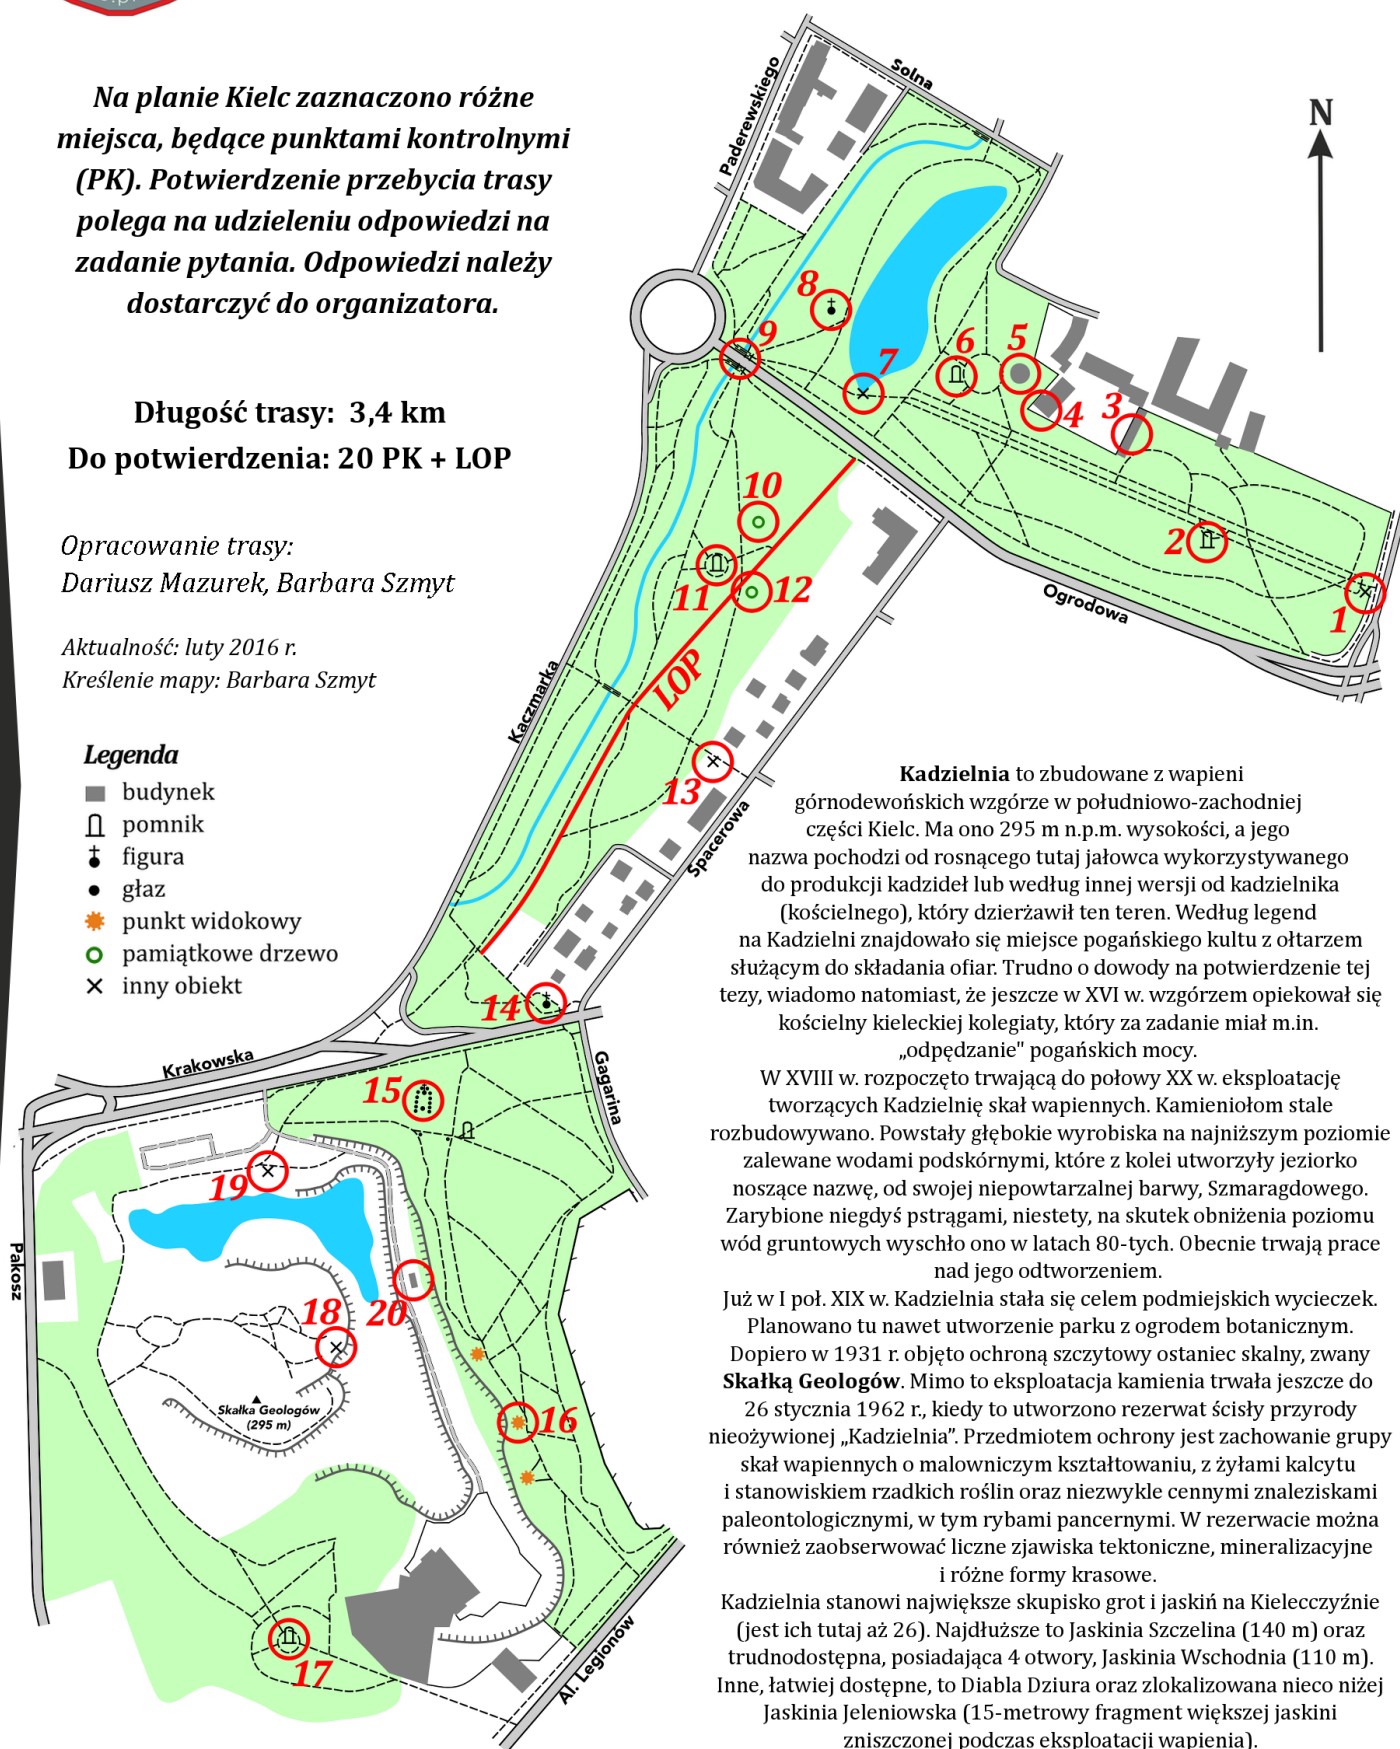 Na planie Kielc zaznaczono różne
miejsca, będące punktami kontrolnymi
(PK). Potwierdzenie przebycia trasy
polega na udzieleniu odpowiedzi na
zadanie pytania. Odpowiedzi należy
dostarczyć do organizatora.
Długość trasy: 3,4 km
Do potwierdzenia: 20 PK + LOP
Opracowanie trasy:
Dariusz Mazurek, Barbara Szmyt
Aktualność: luty 2016 r.
Kreślenie mapy: Barbara Szmyt
Legenda
budynek
pomnik
figura
głaz
punkt widokowy
pamiątkowe drzewo
inny obiekt
N
Solna
Paderewskiego
8
9
7
6
5
4
3
2
1
Ogrodowa
10
11
12
LOP
Kaczmarka
13
Spacerowa
14
Krakowska
Gagarina
15
19
Pakosz
18
20
Skałka Geologów
(295 m)
16
17
Al. Legionów
Kadzielnia to zbudowane z wapieni
górnodewońskich wzgórze w południowo-zachodniej
części Kielc. Ma ono 295 m n.p.m. wysokości, a jego
nazwa pochodzi od rosnącego tutaj jałowca wykorzystywanego
do produkcji kadzideł lub według innej wersji od kadzielnika
(kościelnego), który dzierżawił ten teren. Według legend
na Kadzielni znajdowało się miejsce pogańskiego kultu z ołtarzem
służącym do składania ofiar. Trudno o dowody na potwierdzenie tej
tezy, wiadomo natomiast, że jeszcze w XVI w. wzgórzem opiekował się
kościelny kieleckiej kolegiaty, który za zadanie miał m.in.
„odpędzanie" pogańskich mocy.
W XVIII w. rozpoczęto trwającą do połowy XX w. eksploatację
tworzących Kadzielnię skał wapiennych. Kamieniołom stale
rozbudowywano. Powstały głębokie wyrobiska na najniższym poziomie
zalewane wodami podskórnymi, które z kolei utworzyły jeziorko
noszące nazwę, od swojej niepowtarzalnej barwy, Szmaragdowego.
Zarybione niegdyś pstrągami, niestety, na skutek obniżenia poziomu
wód gruntowych wyschło ono w latach 80-tych. Obecnie trwają prace
nad jego odtworzeniem.
Już w I poł. XIX w. Kadzielnia stała się celem podmiejskich wycieczek.
Planowano tu nawet utworzenie parku z ogrodem botanicznym.
Dopiero w 1931 r. objęto ochroną szczytowy ostaniec skalny, zwany
Skałką Geologów. Mimo to eksploatacja kamienia trwała jeszcze do
26 stycznia 1962 r., kiedy to utworzono rezerwat ścisły przyrody
nieożywionej „Kadzielnia”. Przedmiotem ochrony jest zachowanie grupy
skał wapiennych o malowniczym kształtowaniu, z żyłami kalcytu
i stanowiskiem rzadkich roślin oraz niezwykle cennymi znaleziskami
paleontologicznymi, w tym rybami pancernymi. W rezerwacie można
również zaobserwować liczne zjawiska tektoniczne, mineralizacyjne
i różne formy krasowe.
Kadzielnia stanowi największe skupisko grot i jaskiń na Kielecczyźnie
(jest ich tutaj aż 26). Najdłuższe to Jaskinia Szczelina (140 m) oraz
trudnodostępna, posiadająca 4 otwory, Jaskinia Wschodnia (110 m).
Inne, łatwiej dostępne, to Diabla Dziura oraz zlokalizowana nieco niżej
Jaskinia Jeleniowska (15-metrowy fragment większej jaskini
zniszczonej podczas eksploatacji wapienia).